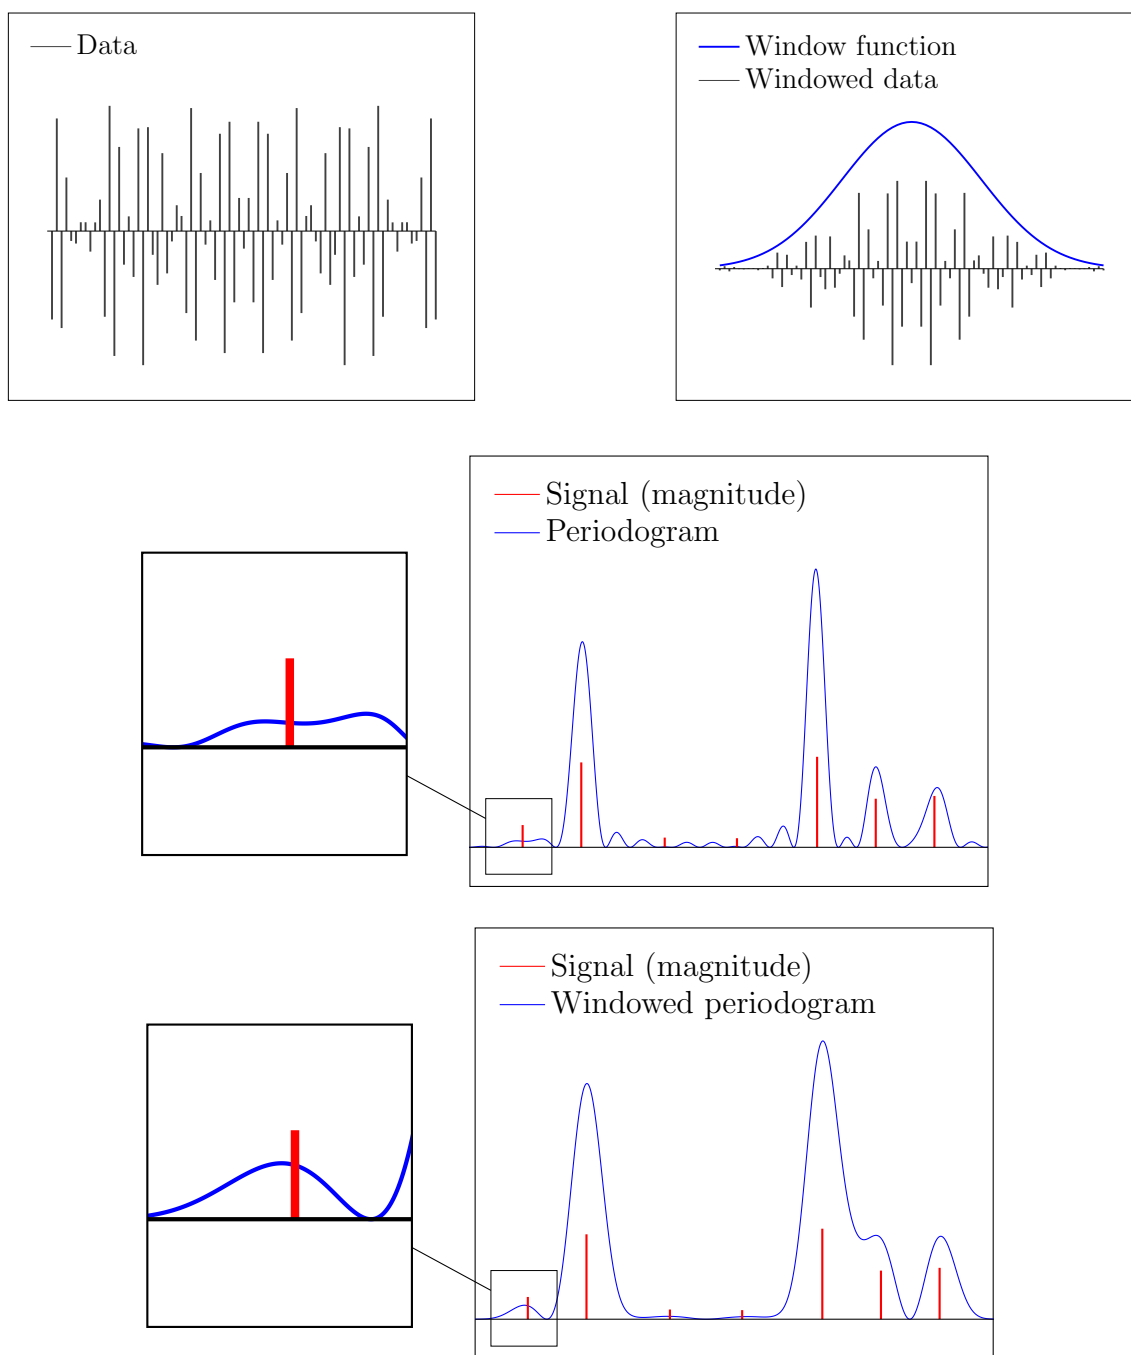 Data
Window function
Windowed data
Signal (magnitude)
Periodogram
Signal (magnitude)
Windowed periodogram